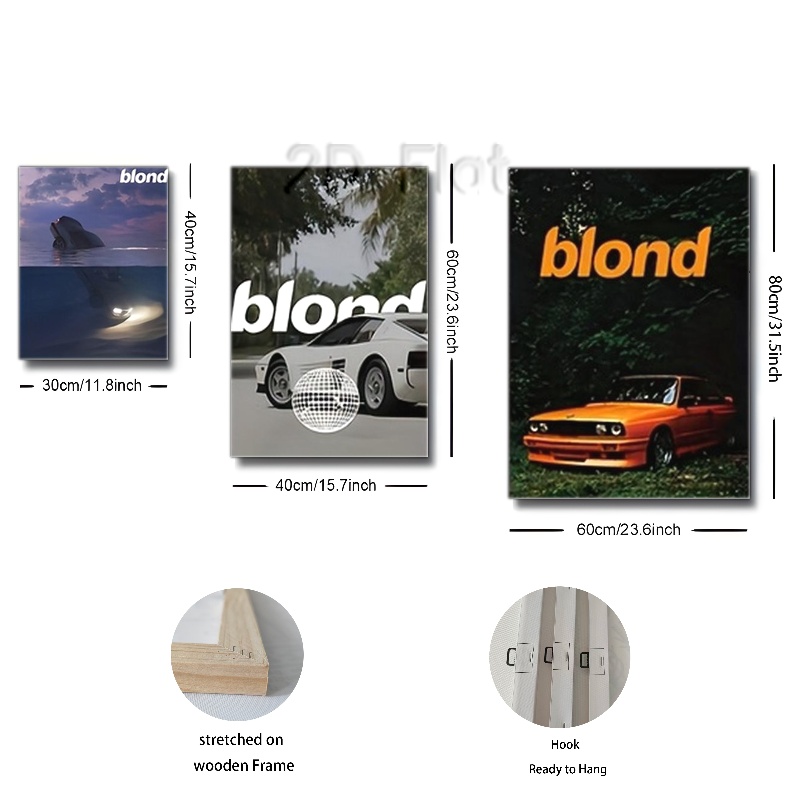 2D Flat
blond
40cm/15.7inch
30cm/11.8inch
blond
60cm/23.6inch
40cm/15.7inch
blond
80cm/31.5inch
60cm/23.6inch
stretched on
wooden Frame
Hook
Ready to Hang